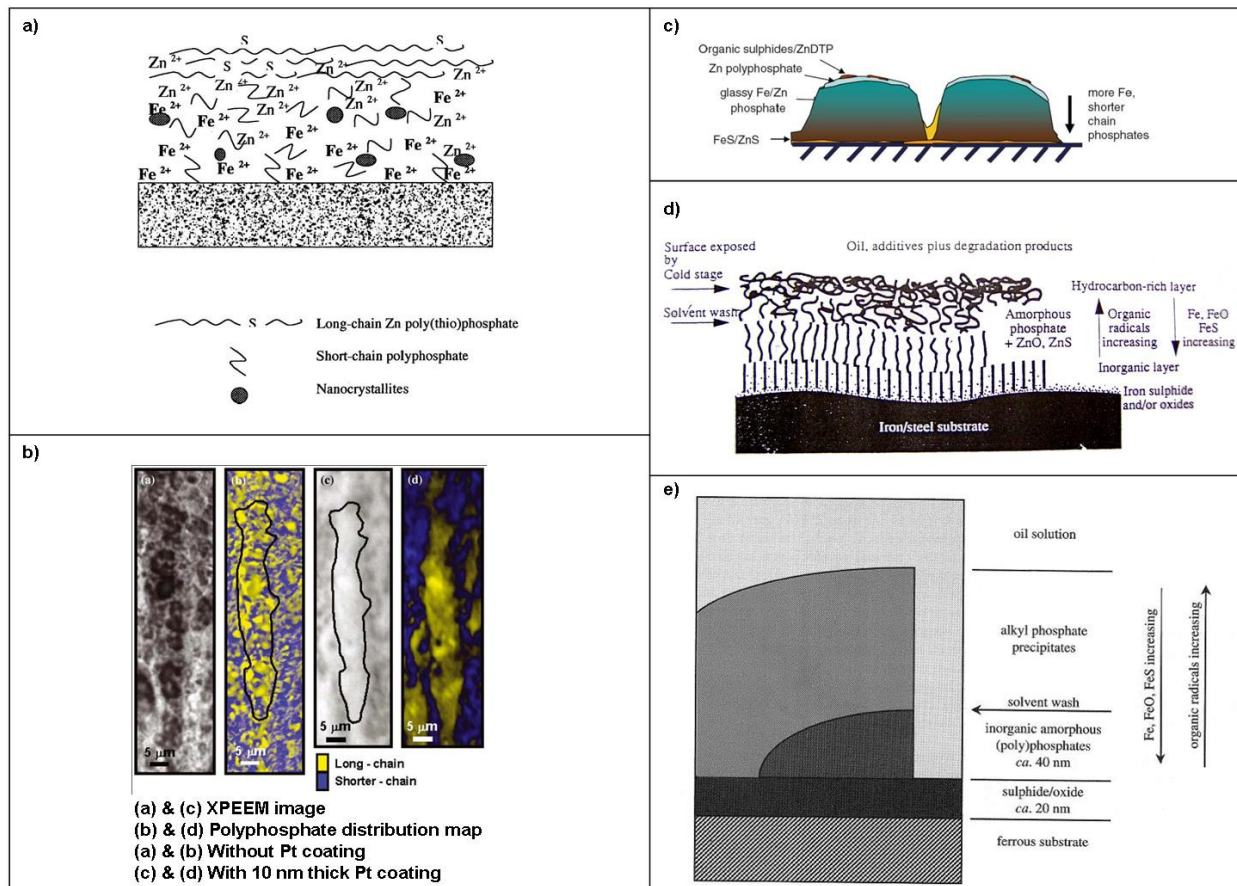 a)
S
S
Zn 2+
Zn 2+
S
S
Zn 2+
Zn 2+
Zn 2+
Zn 2+
Zn 2+
Fe 2+
Zn 2+
Fe 2+
Zn 2+
Fe 2+
Zn 2+
Fe 2+
Zn 2+
Fe 2+
Fe 2+
Fe 2+
Fe 2+
Fe 2+
Fe 2+
Fe 2+
S Long-chain Zn poly(thio)phosphate
Short-chain polyphosphate
Nanocrystallites
b)
(a)
(b)
(c)
(d)
5 µm
5 µm
5 µm
5 µm
Long - chain
Shorter - chain
(a) & (c) XPEEM image
(b) & (d) Polyphosphate distribution map
(a) & (b) Without Pt coating
(c) & (d) With 10 nm thick Pt coating
c)
Organic sulphides/ZnDTP
Zn polyphosphate
glassy Fe/Zn
phosphate
FeS/ZnS
more Fe,
shorter
chain
phosphates
d)
Surface exposed
by
Cold stage
Solvent wash
Oil, additives plus degradation products
Hydrocarbon-rich layer
Amorphous
phosphate
+ ZnO, ZnS
Organic
radicals
increasing
Fe, FeO
FeS
increasing
Inorganic layer
Iron sulphide
and/or oxides
Iron/steel substrate
e)
oil solution
alkyl phosphate
precipitates
solvent wash
inorganic amorphous
(poly)phosphates
ca. 40 nm
sulphide/oxide
ca. 20 nm
ferrous substrate
Fe, FeO, FeS increasing
organic radicals increasing